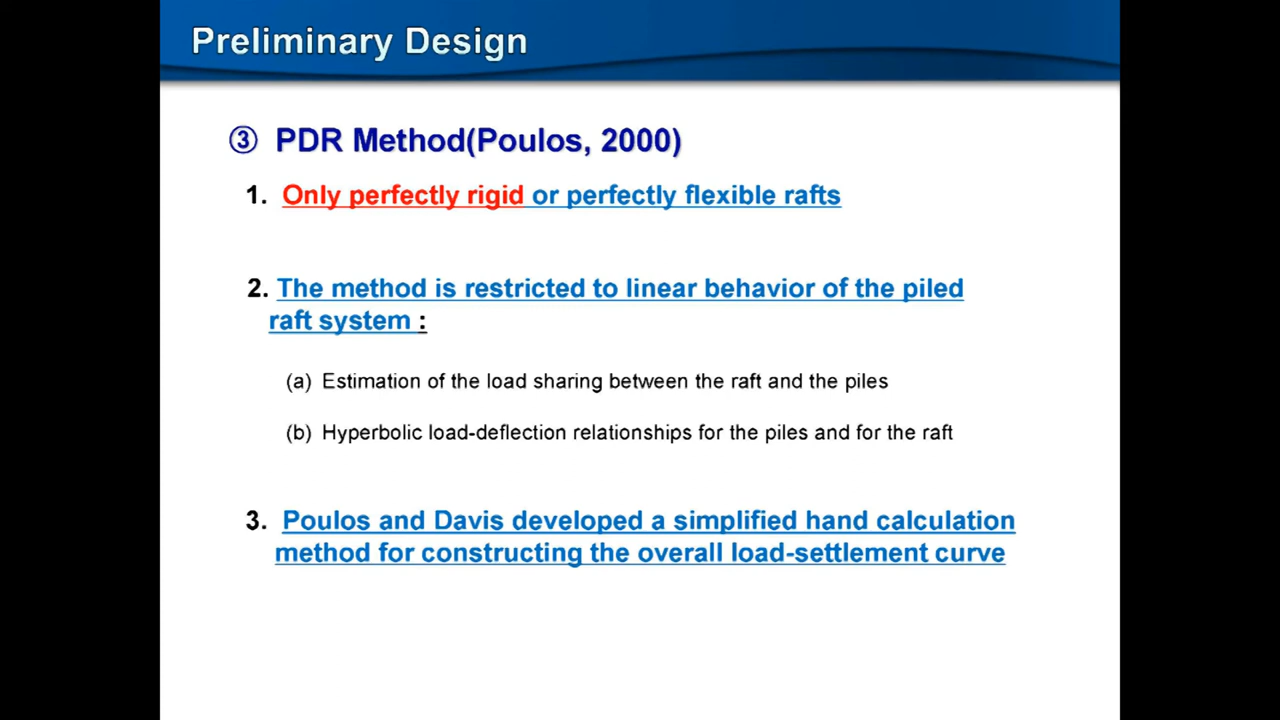 Preliminary Design
③ PDR Method(Poulos, 2000)
1. Only perfectly rigid or perfectly flexible rafts
2. The method is restricted to linear behavior of the piled
raft system :
(a) Estimation of the load sharing between the raft and the piles
(b) Hyperbolic load-deflection relationships for the piles and for the raft
3. Poulos and Davis developed a simplified hand calculation
method for constructing the overall load-settlement curve